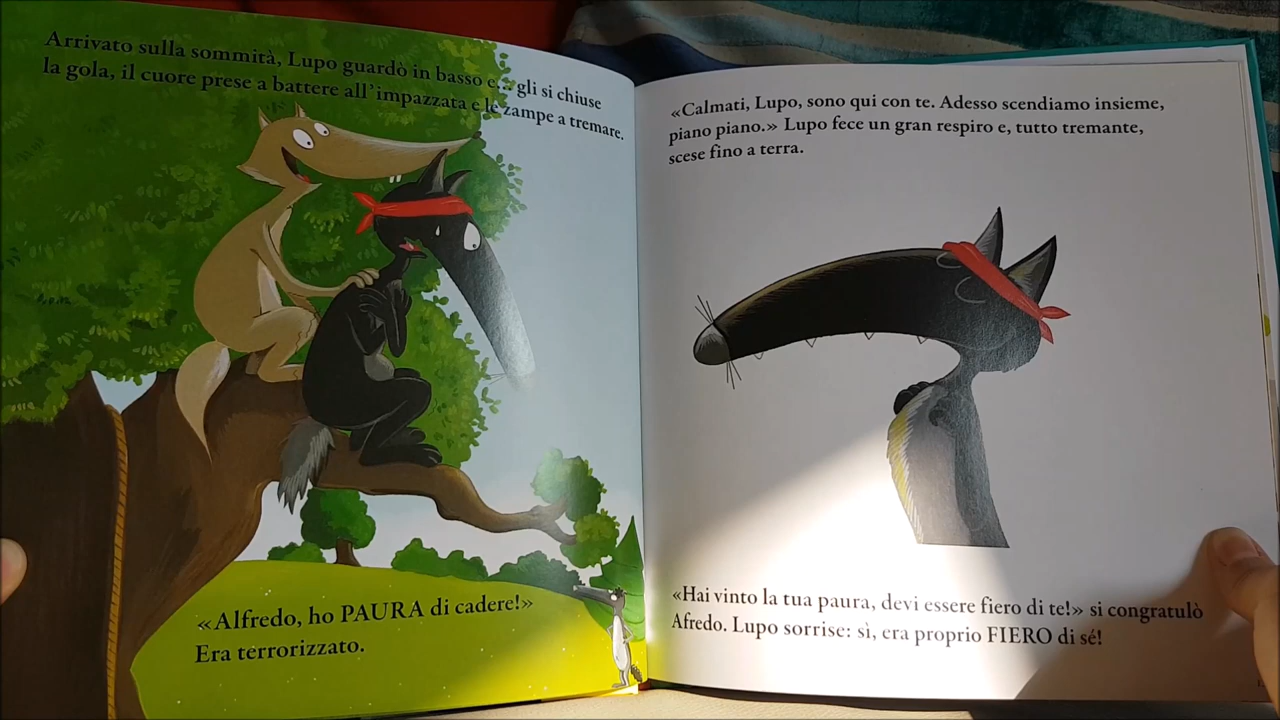 Arrivato sulla sommità, Lupo guardò in basso e... gli si chiuse
la gola, il cuore prese a battere all'impazzata e le zampe a tremare.
«Alfredo, ho PAURA di cadere!»
Era terrorizzato.
«Calmati, Lupo, sono qui con te. Adesso scendiamo insieme,
piano piano.» Lupo fece un gran respiro e, tutto tremante,
scese fino a terra.
«Hai vinto la tua paura, devi essere fiero di te!» si congratulò
Afredo. Lupo sorrise: sì, era proprio FIERO di sé!